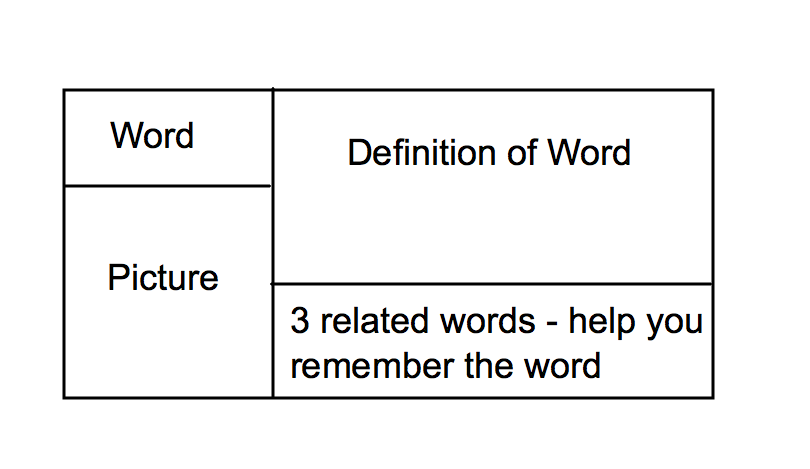 Word
Definition of Word
Picture
3 related words - help you
remember the word